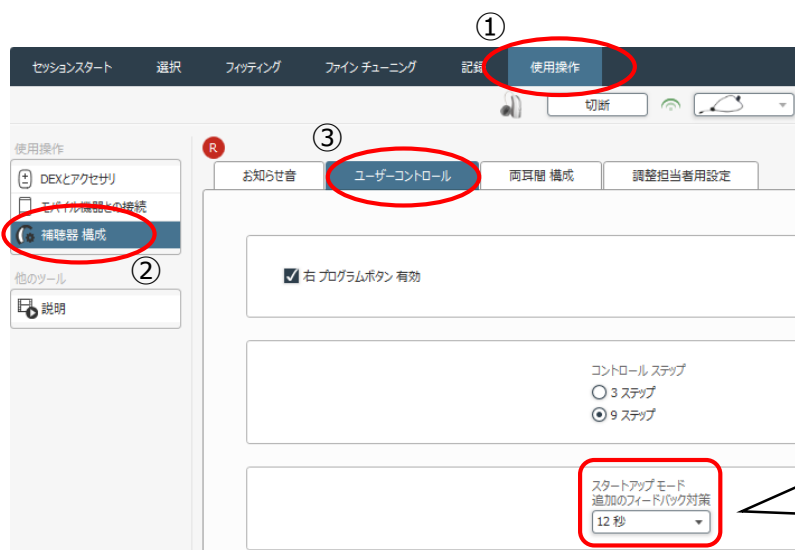 ①
セッションスタート 選択 フィッティング ファイン チューニング 記録 使用操作
切断
使用操作
R
③
DEXとアクセサリ
お知らせ音 ユーザーコントロール 両耳間 構成 調整担当者用設定
モバイル機器との接続
補聴器 構成
②
他のツール
説明
右 プログラムボタン 有効
コントロール ステップ
3 ステップ
9 ステップ
スタートアップ モード
追加のフィードバック対策
12 秒